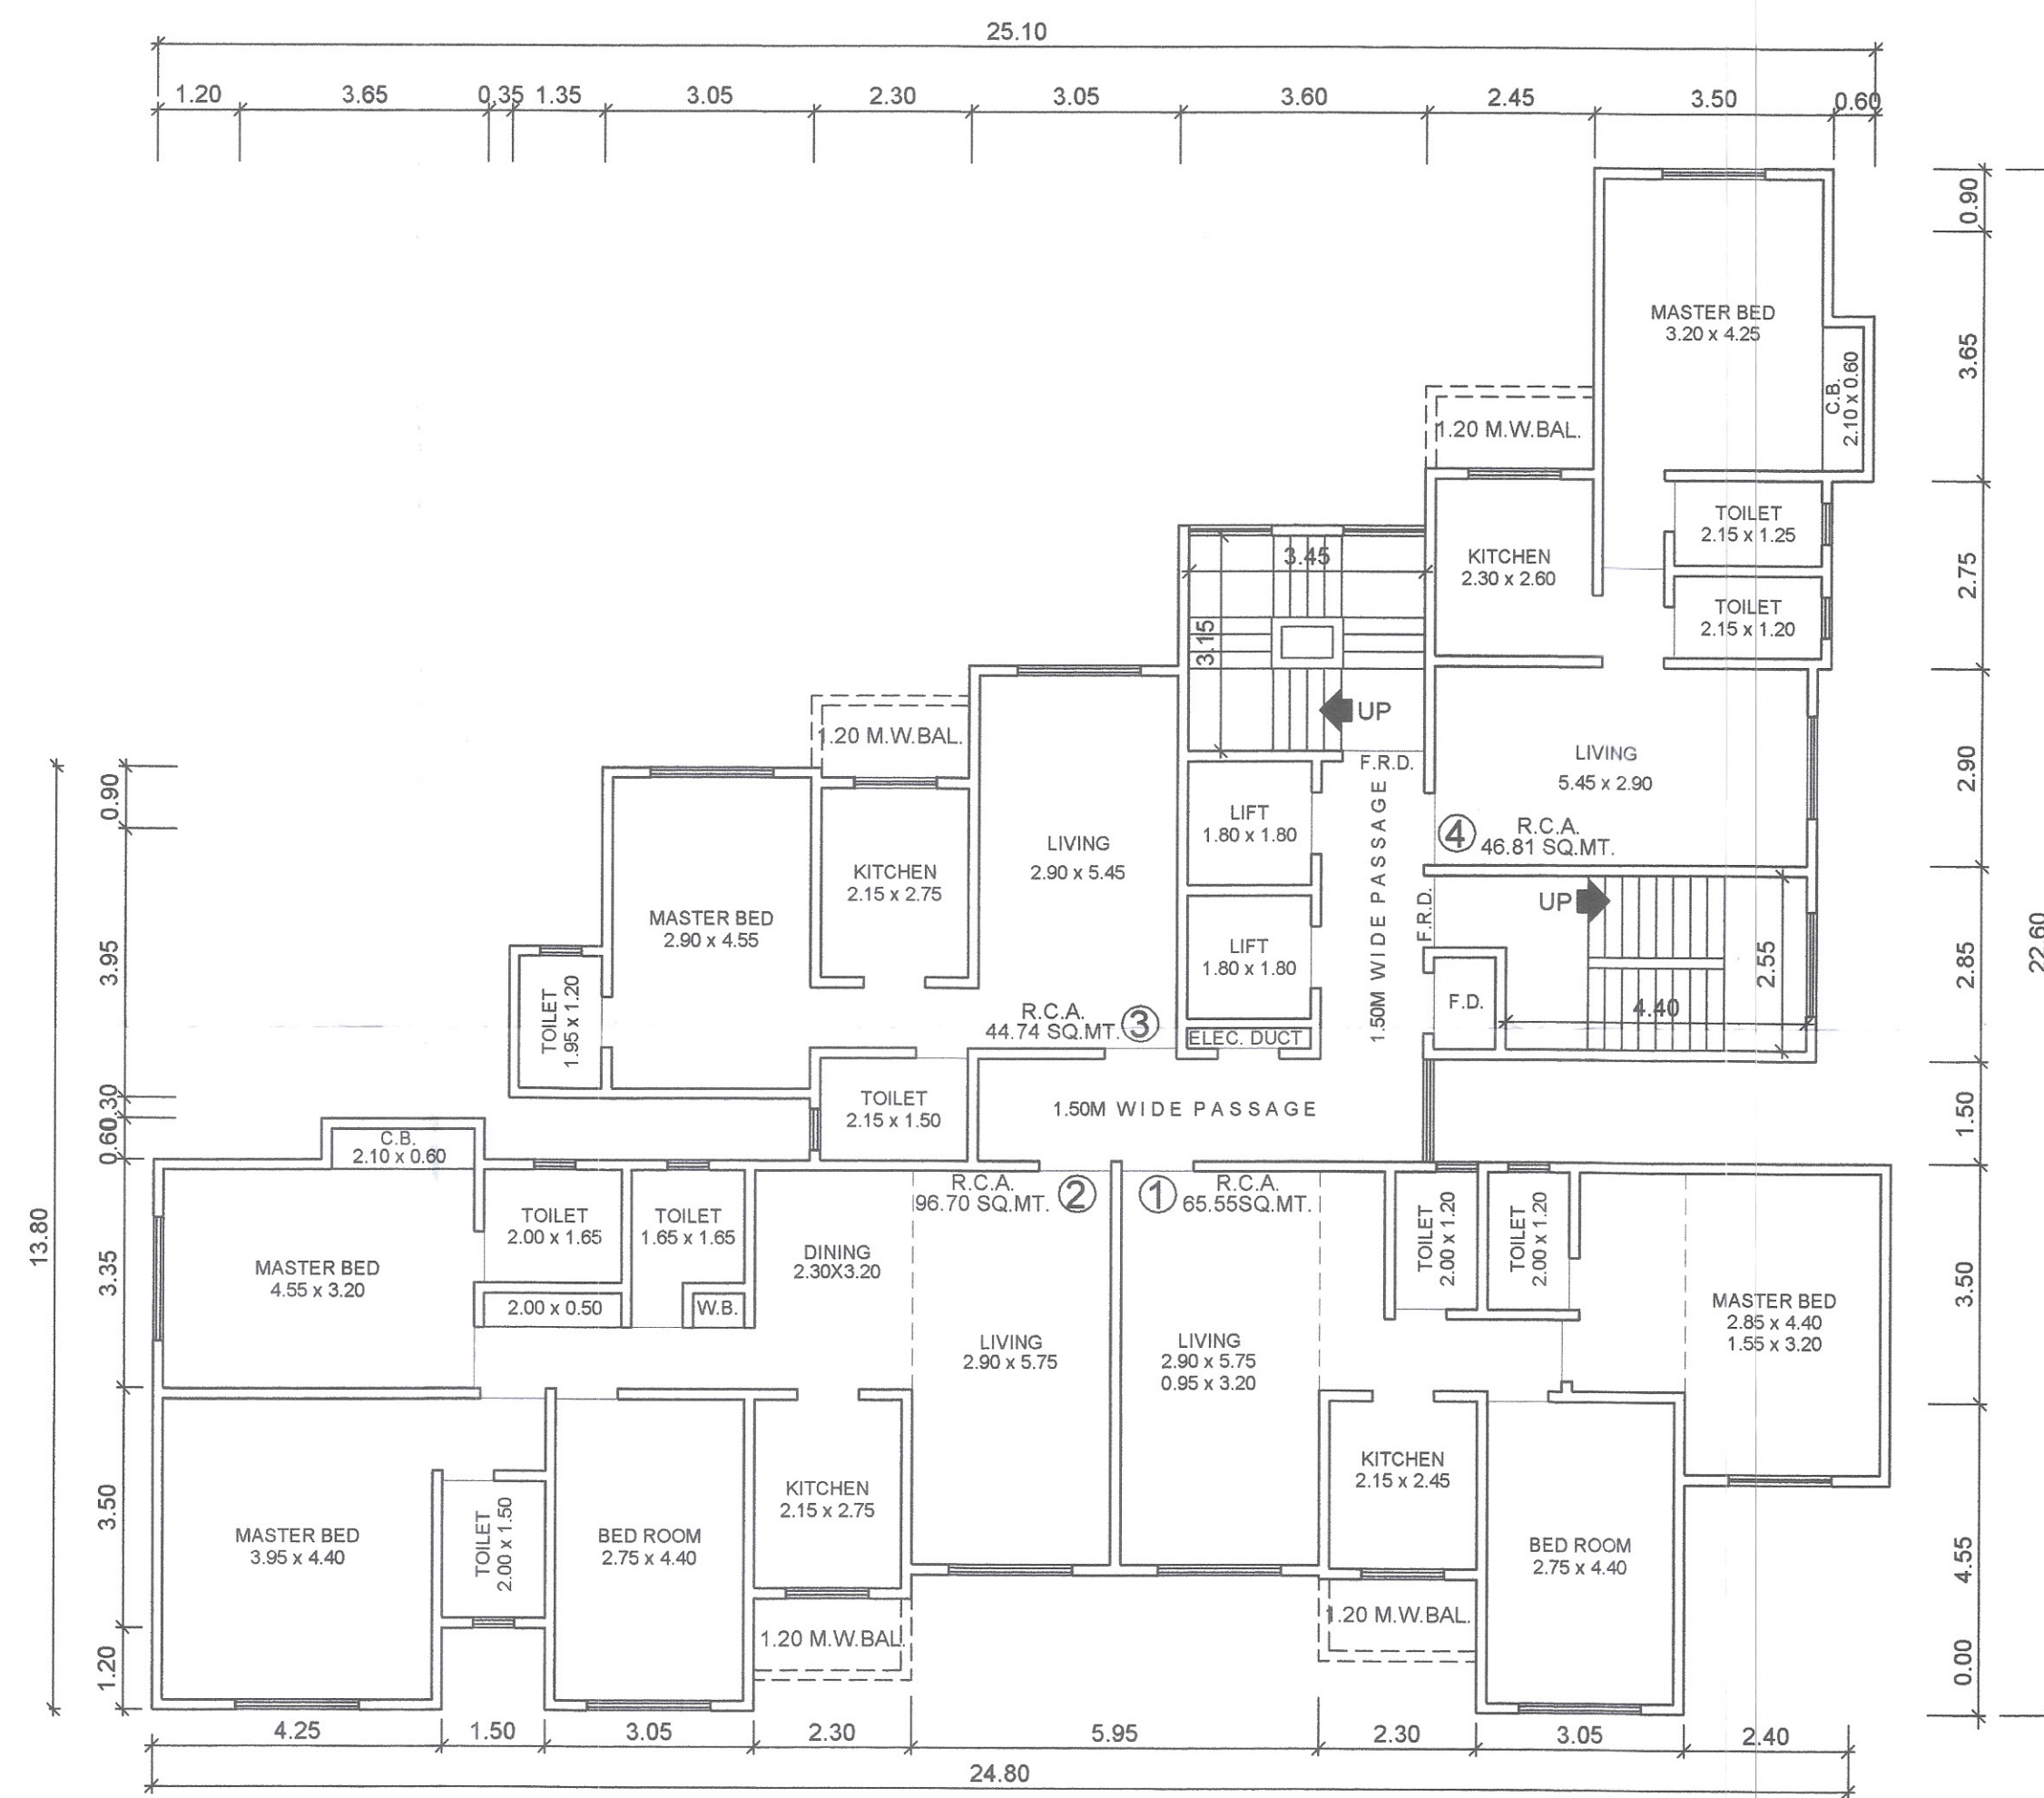 25.10
1.20 3.65 0.35 1.35 3.05 2.30 3.05 3.60 2.45 3.50 0.60
0.90
3.65
2.75
2.90
2.85
1.50
3.50
4.55
0.00
22.60
MASTER BED
3.20 x 4.25
C.B.
2.10 x 0.60
1.20 M.W.BAL.
TOILET
2.15 x 1.25
KITCHEN
2.30 x 2.60
TOILET
2.15 x 1.20
3.45
3.15
UP
F.R.D.
LIVING
5.45 x 2.90
4 R.C.A.
46.81 SQ.MT.
1.20 M.W.BAL.
LIFT
1.80 x 1.80
LIVING
2.90 x 5.45
KITCHEN
2.15 x 2.75
MASTER BED
2.90 x 4.55
LIFT
1.80 x 1.80
1.50M WIDE PASSAGE
F.R.D.
UP
2.55
4.40
F.D.
TOILET
1.95 x 1.20
R.C.A.
44.74 SQ.MT. 3
ELEC. DUCT
TOILET
2.15 x 1.50
1.50M WIDE PASSAGE
13.80
0.90
3.95
0.30
0.60
3.35
3.50
1.20
C.B.
2.10 x 0.60
MASTER BED
4.55 x 3.20
TOILET
2.00 x 1.65
TOILET
1.65 x 1.65
2.00 x 0.50
W.B.
DINING
2.30X3.20
R.C.A.
96.70 SQ.MT. 2
LIVING
2.90 x 5.75
1 R.C.A.
65.55SQ.MT.
LIVING
2.90 x 5.75
0.95 x 3.20
TOILET
2.00 x 1.20
TOILET
2.00 x 1.20
MASTER BED
2.85 x 4.40
1.55 x 3.20
MASTER BED
3.95 x 4.40
TOILET
2.00 x 1.50
BED ROOM
2.75 x 4.40
KITCHEN
2.15 x 2.75
1.20 M.W.BAL.
KITCHEN
2.15 x 2.45
1.20 M.W.BAL.
BED ROOM
2.75 x 4.40
4.25 1.50 3.05 2.30 5.95 2.30 3.05 2.40
24.80